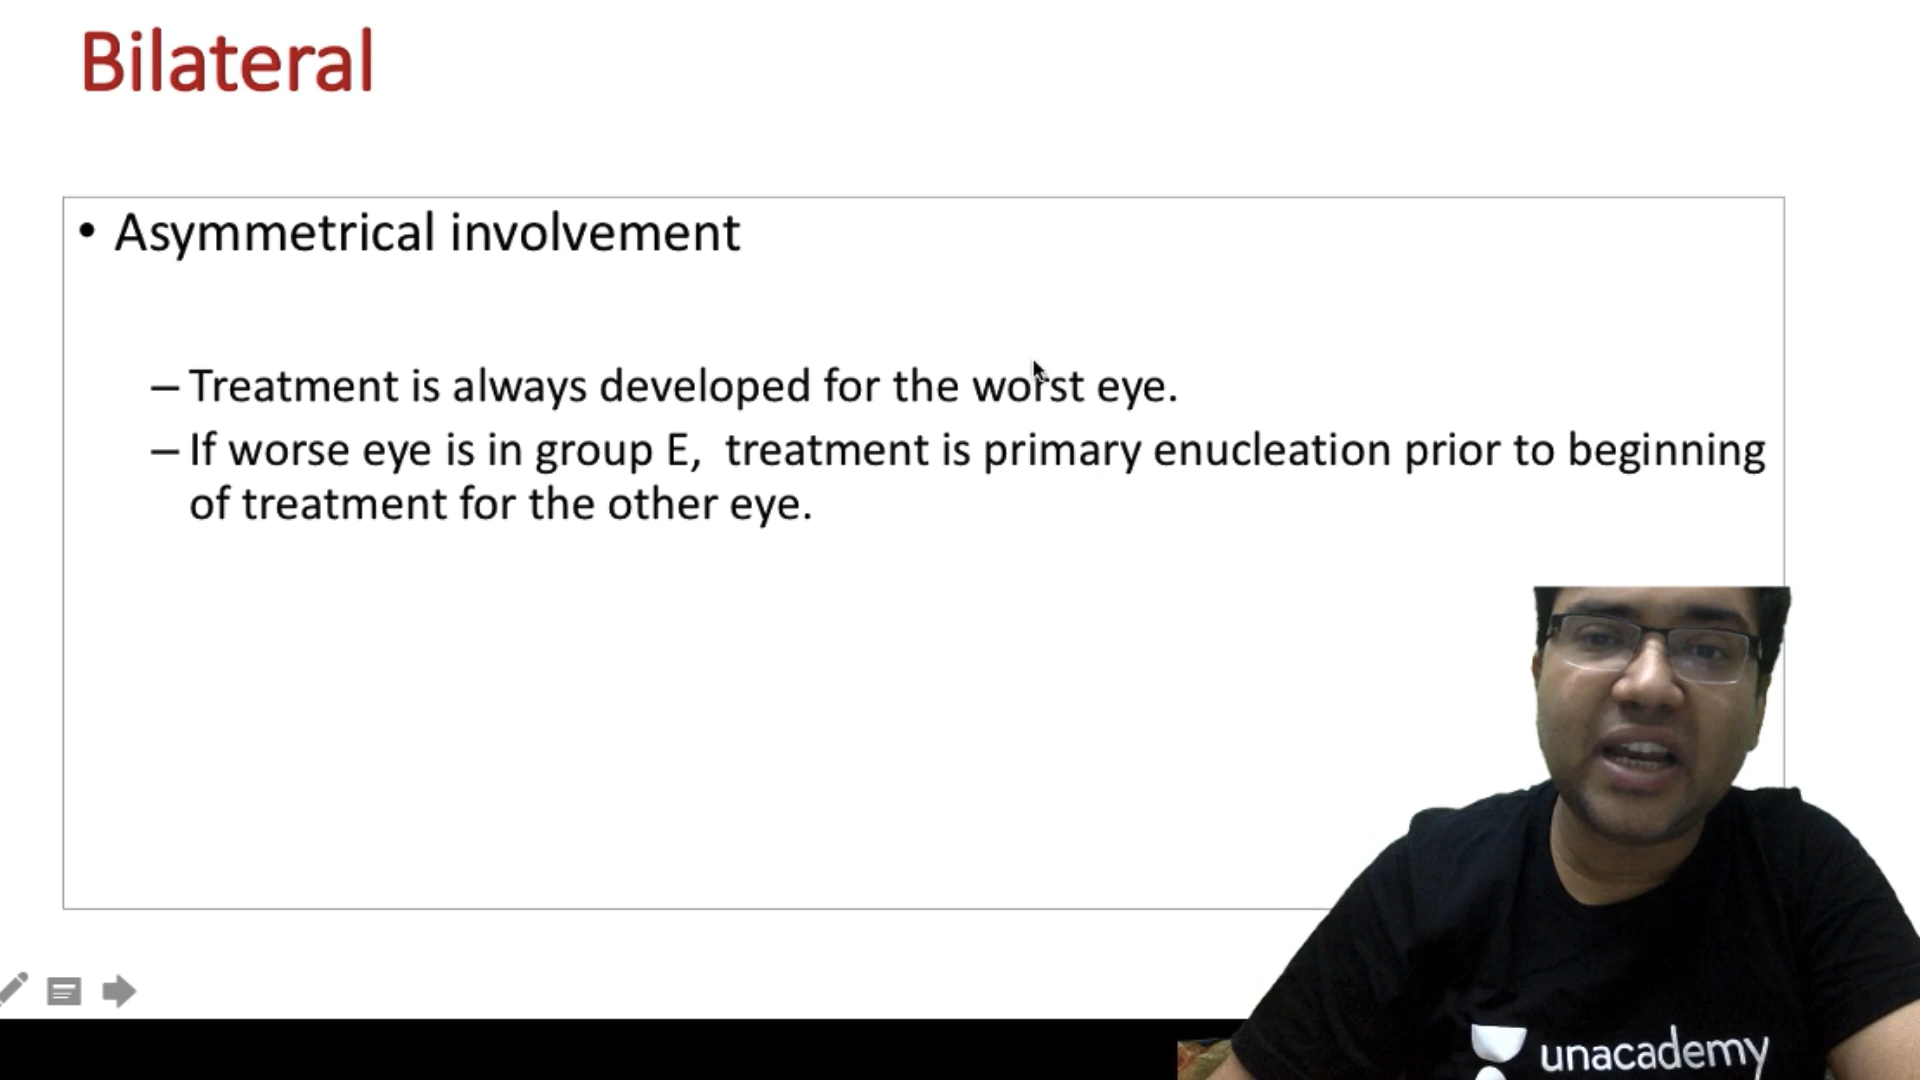 Bilateral
• Asymmetrical involvement
– Treatment is always developed for the worst eye.
– If worse eye is in group E,  treatment is primary enucleation prior to beginning
of treatment for the other eye.
unacademy